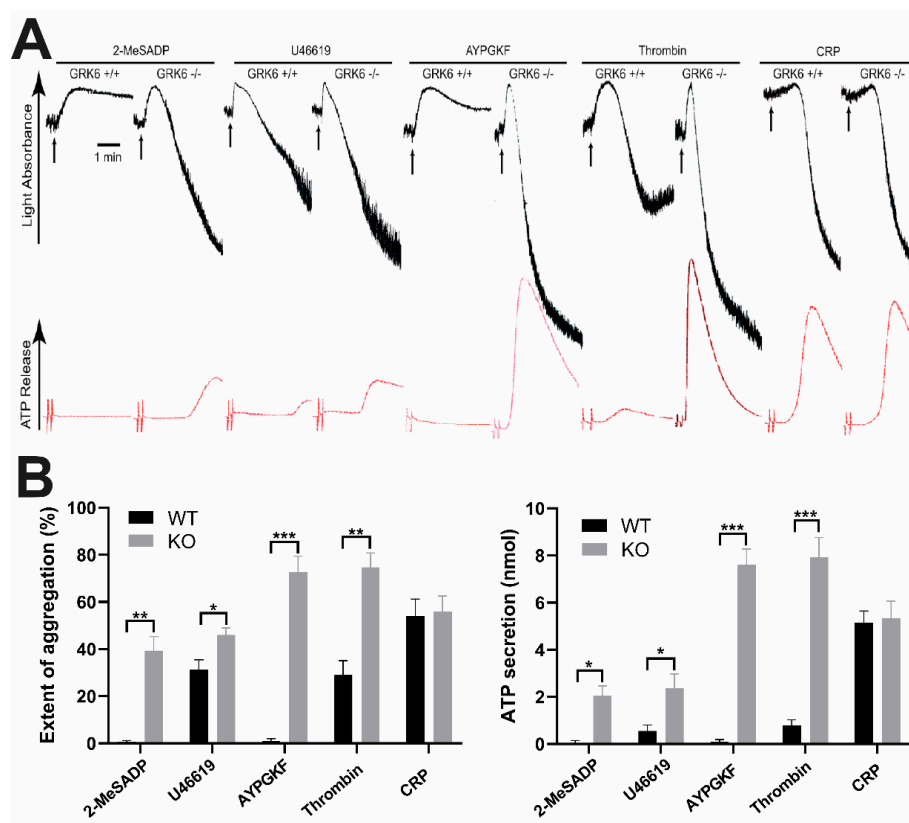 A
2-MeSADP U46619 AYPGKF Thrombin CRP
GRK6 +/+ GRK6 -/- GRK6 +/+ GRK6 -/- GRK6 +/+ GRK6 -/- GRK6 +/+ GRK6 -/- GRK6 +/+ GRK6 -/-
Light Absorbance
1 min
ATP Release
B
Extent of aggregation (%)
100
80
60
40
20
0
WT
KO
** * *** **
2-MeSADP U46619 AYPGKF Thrombin CRP
ATP secretion (nmol)
10
8
6
4
2
0
WT
KO
* * *** ***
2-MeSADP U46619 AYPGKF Thrombin CRP